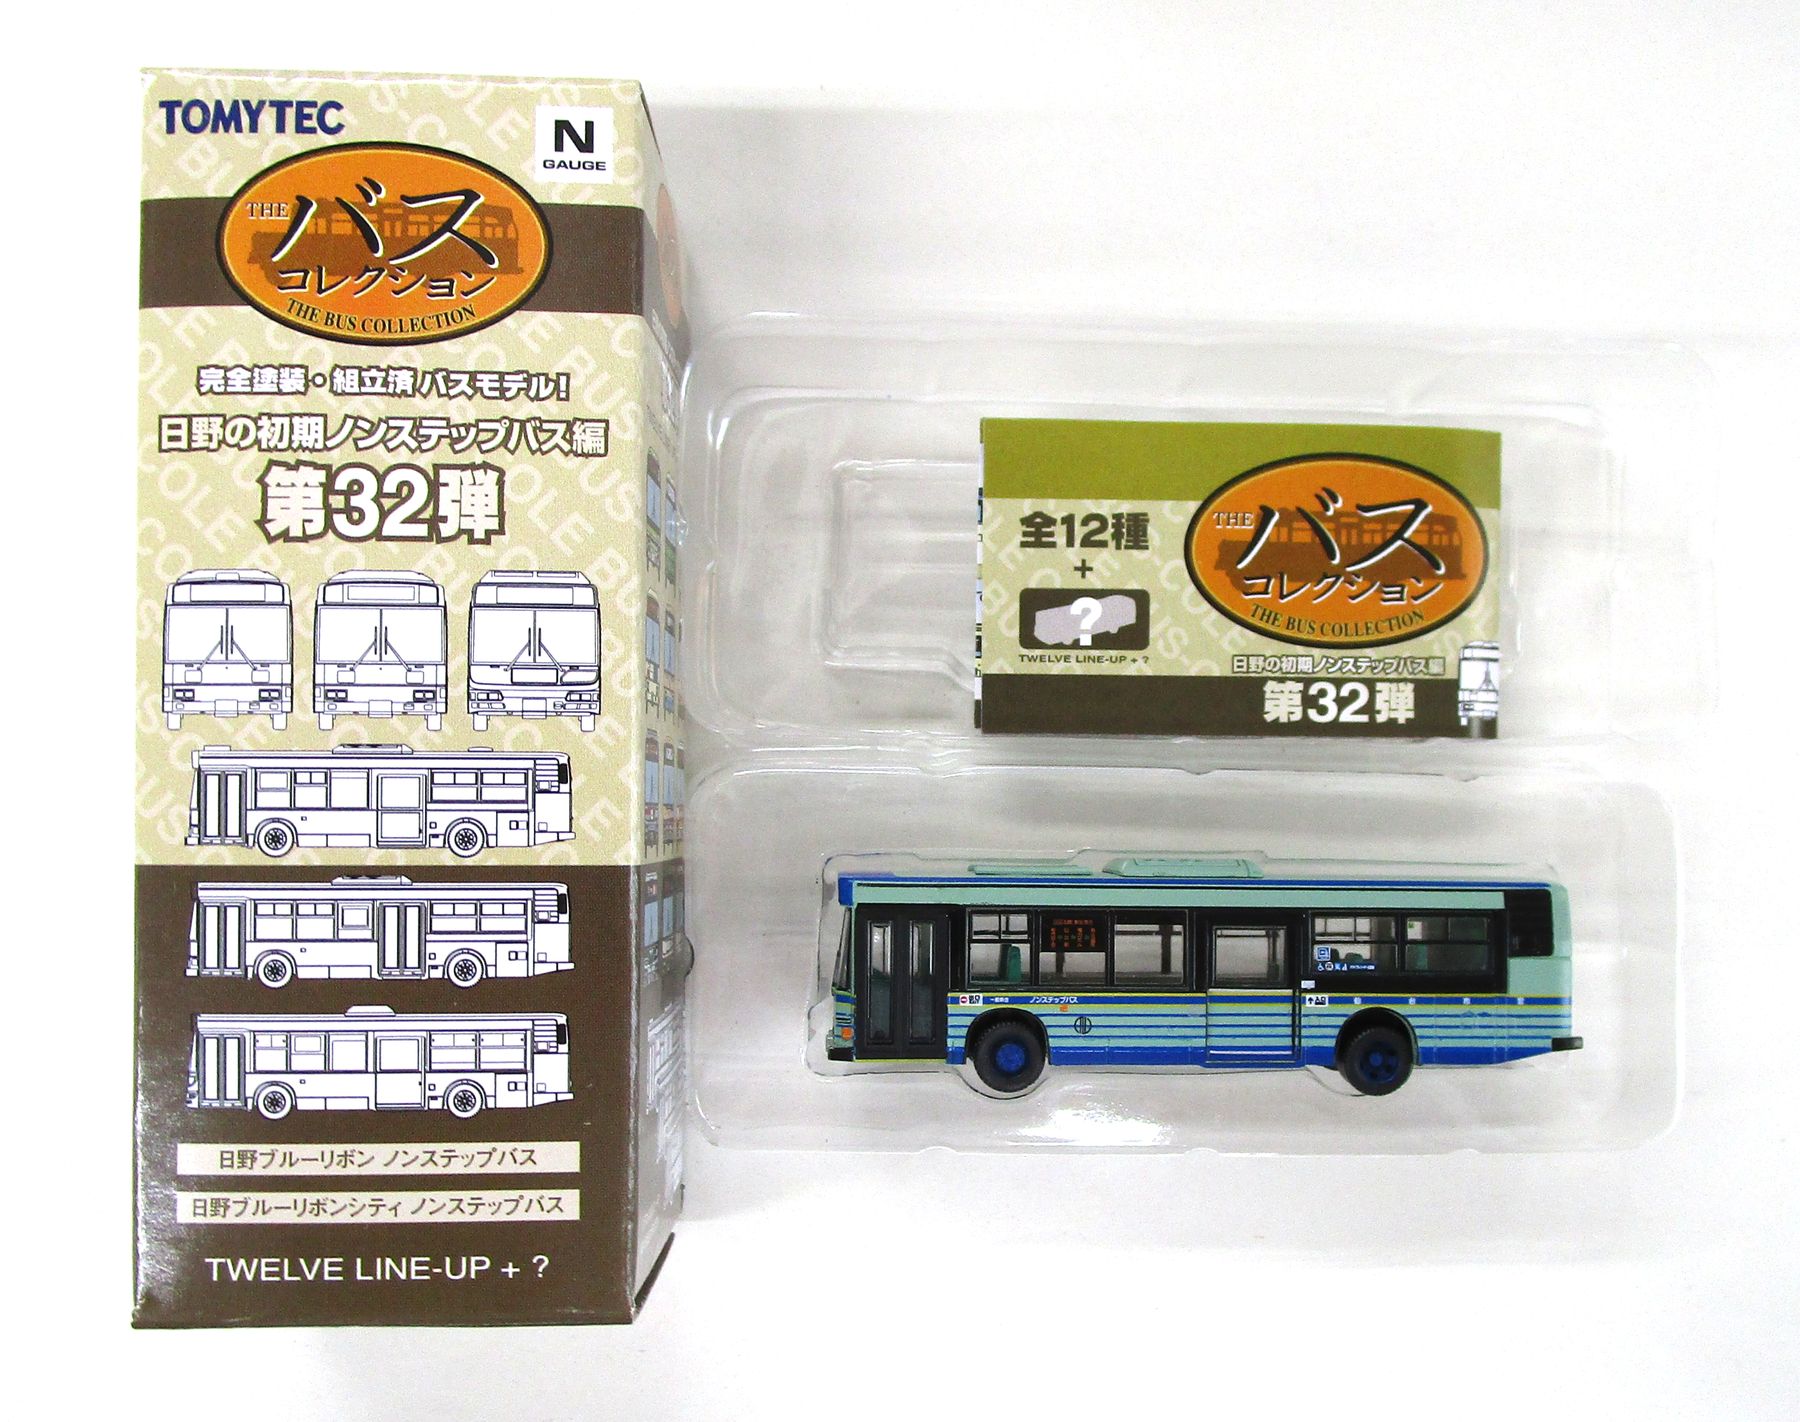 TOMYTEC
N
GAUGE
THE
バス
コレクション
THE BUS COLLECTION
完全塗装・組立済バスモデル!
日野の初期ノンステップバス編
第32弾
日野ブルーリボン ノンステップバス
日野ブルーリボンシティ ノンステップバス
TWELVE LINE-UP + ?
全12種
+
?
TWELVE LINE-UP + ?
THE
バス
コレクション
THE BUS COLLECTION
日野の初期ノンステップバス編
第32弾
ノンステップバス
仙台市営